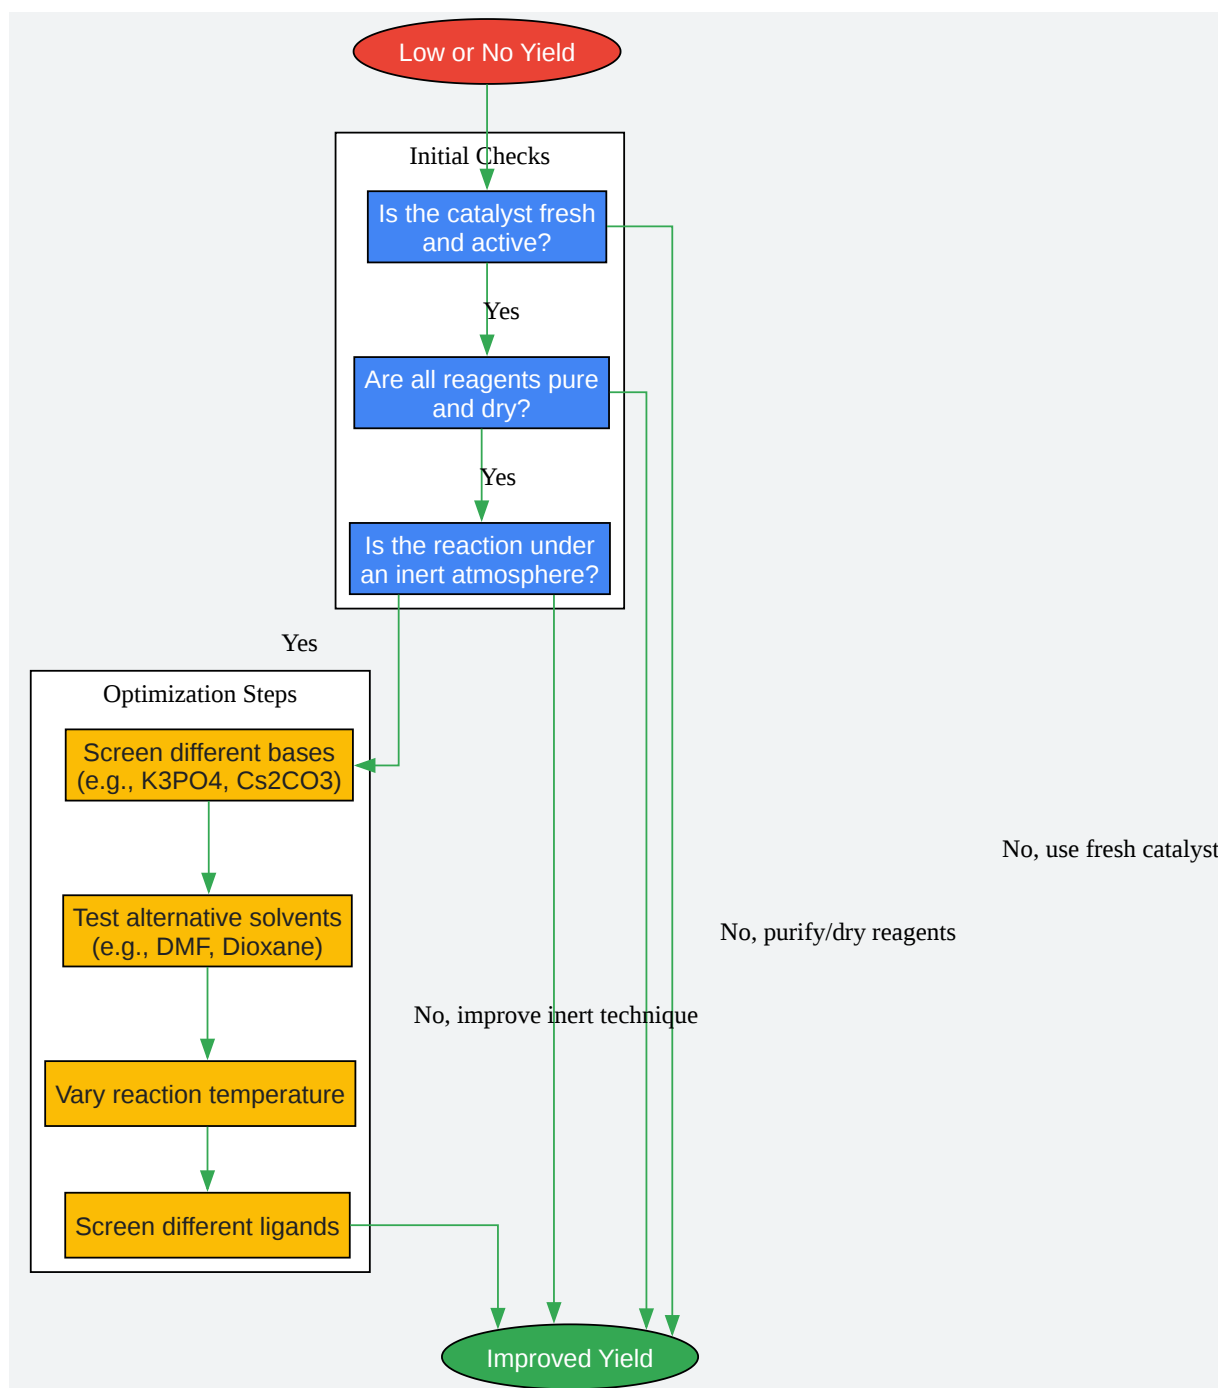 Low or No Yield
Initial Checks
Is the catalyst fresh
and active?
Yes
Are all reagents pure
and dry?
Yes
Is the reaction under
an inert atmosphere?
Yes
Optimization Steps
Screen different bases
(e.g., K3PO4, Cs2CO3)
No, use fresh catalyst
Test alternative solvents
(e.g., DMF, Dioxane)
No, purify/dry reagents
No, improve inert technique
Vary reaction temperature
Screen different ligands
Improved Yield